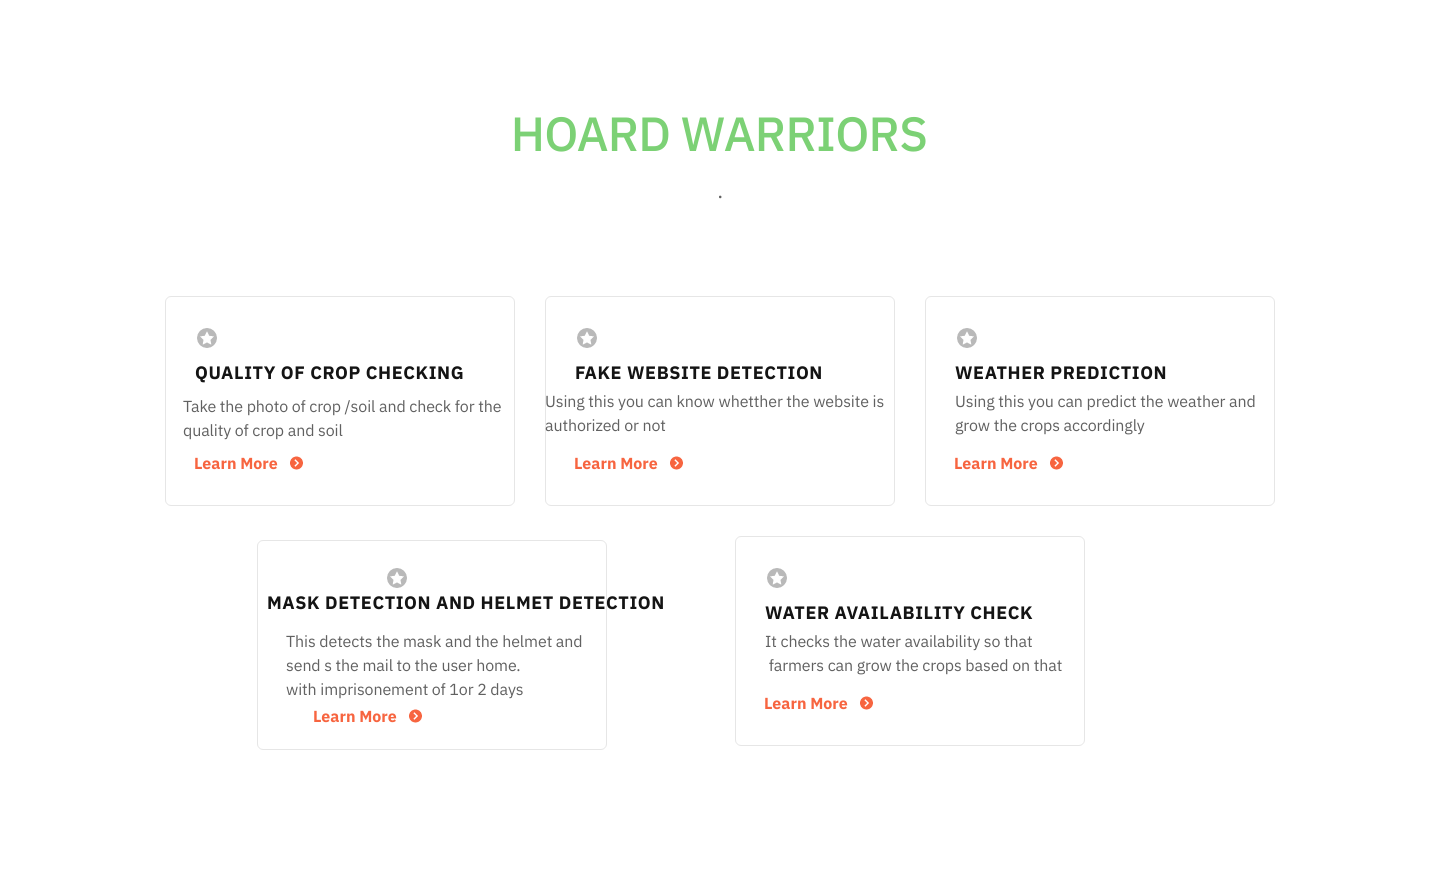 HOARD WARRIORS
.
QUALITY OF CROP CHECKING
Take the photo of crop /soil and check for the
quality of crop and soil
Learn More
FAKE WEBSITE DETECTION
Using this you can know whetther the website is
authorized or not
Learn More
WEATHER PREDICTION
Using this you can predict the weather and
grow the crops accordingly
Learn More
MASK DETECTION AND HELMET DETECTION
This detects the mask and the helmet and
send s the mail to the user home.
with imprisonement of 1or 2 days
Learn More
WATER AVAILABILITY CHECK
It checks the water availability so that
farmers can grow the crops based on that
Learn More